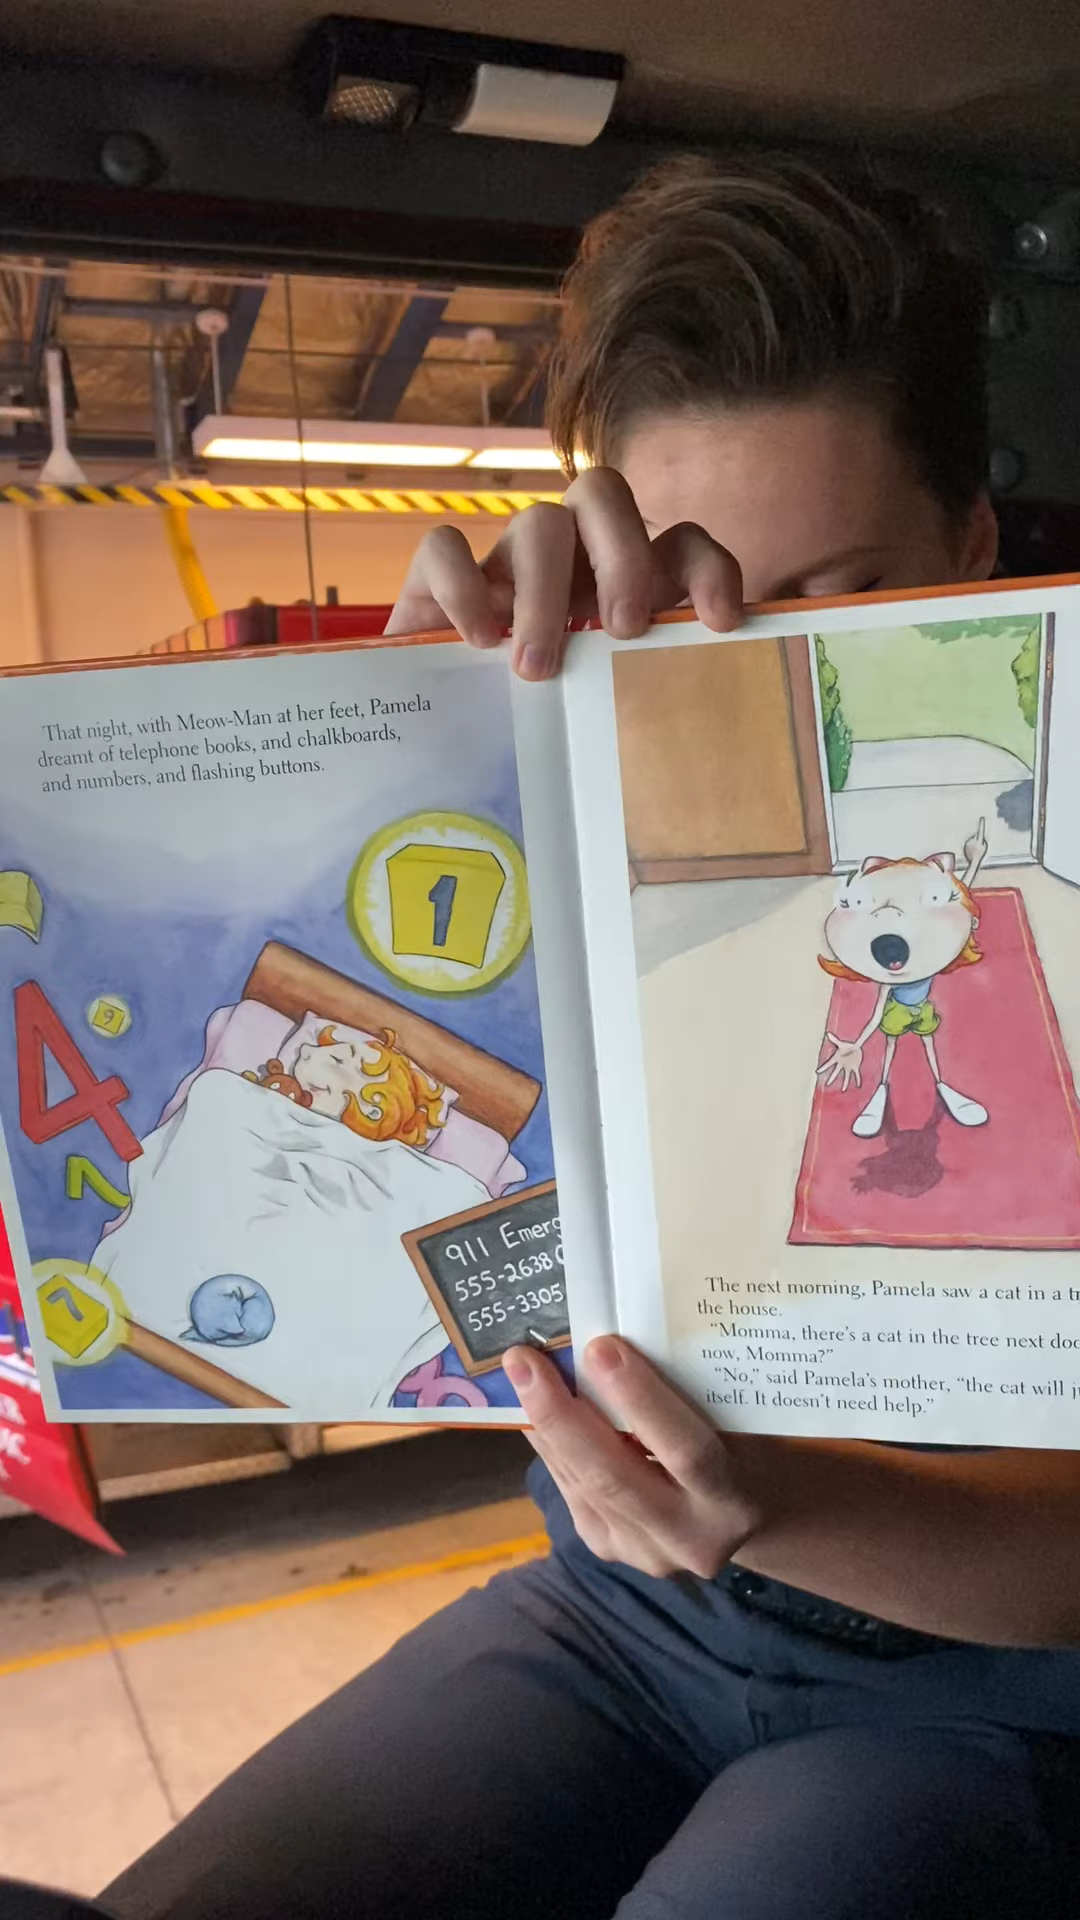 That night, with Meow-Man at her feet, Pamela
dreamt of telephone books, and chalkboards,
and numbers, and flashing buttons.
1
4
9
7
7
911
555-2638
555-3305
The next morning, Pamela saw a cat in a
the house.
"Momma, there's a cat in the tree next
now, Momma?"
"No," said Pamela's mother, "the cat will
itself. It doesn't need help."